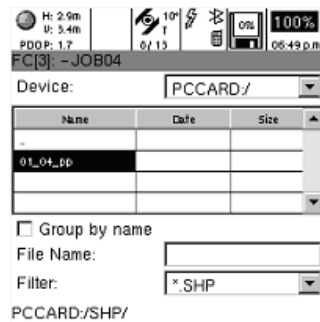 H: 2.9m
V: 3.4m
PDOP: 1.7
10°
T
6/13
0%
100%
06:49 p.m
FC[3]: -JOB04
Device: PCCARD:/
Name Date Size
..
01_04_pp
Group by name
File Name:
Filter: *.SHP
PCCARD:/SHP/